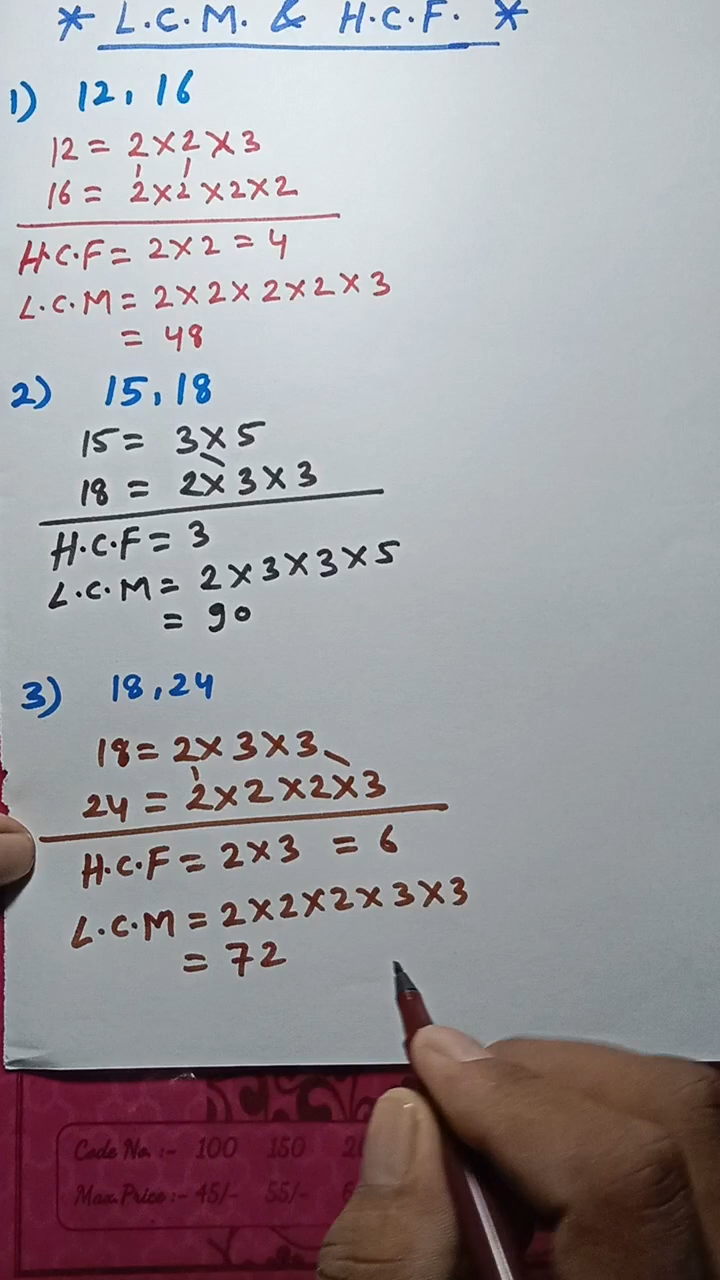 * L.C.M. & H.C.F. *
1) 12, 16
12 = 2×2×3
16 = 2×2×2×2
H.C.F = 2×2 = 4
L.C.M = 2×2×2×2×3
= 48
2) 15, 18
15 = 3×5
18 = 2×3×3
H.C.F = 3
L.C.M = 2×3×3×5
= 90
3) 18, 24
18 = 2×3×3
24 = 2×2×2×3
H.C.F = 2×3 = 6
L.C.M = 2×2×2×3×3
= 72
Code No. :- 100 150
Max. Price :- 45/- 55/-